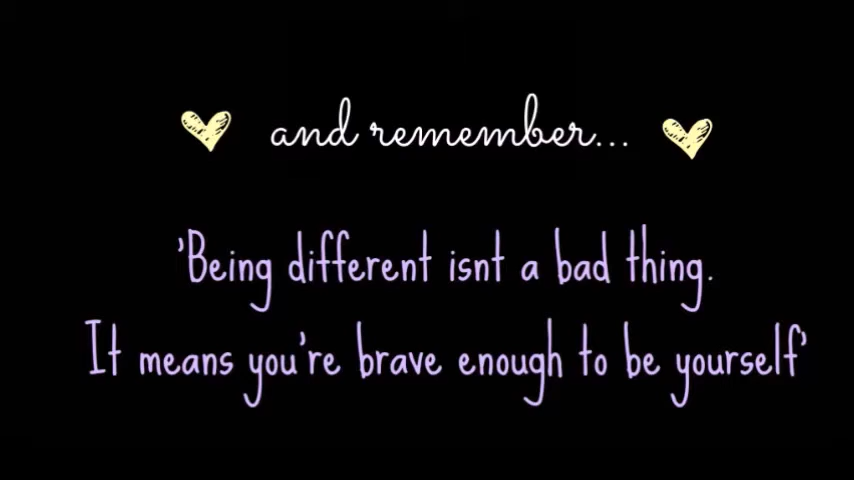 and remember...
'Being different isnt a bad thing.
It means you're brave enough to be yourself'